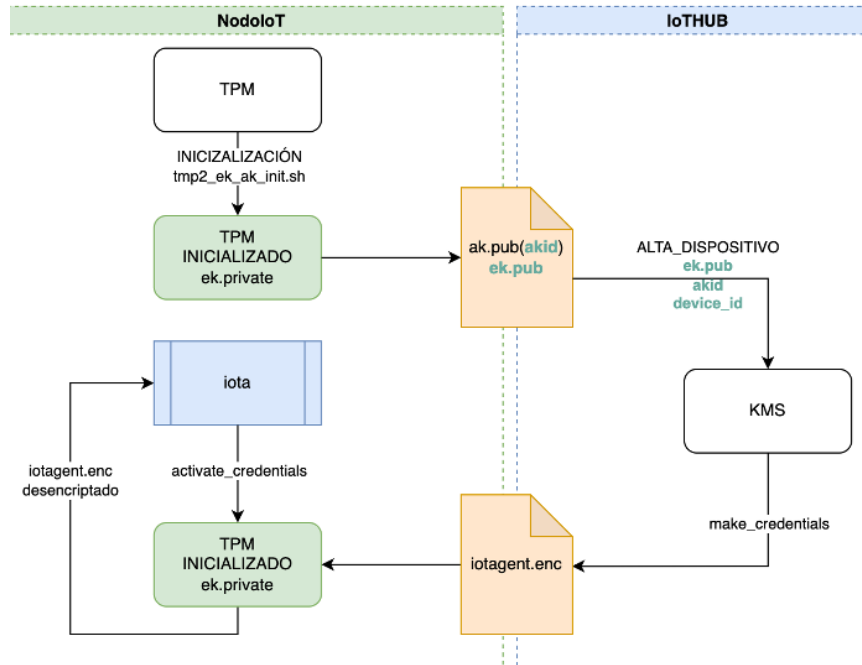 NodoIoT
IoTHUB
TPM
INICIZALIZACIÓN
tmp2_ek_ak_init.sh
TPM
INICIALIZADO
ek.private
ak.pub(akid)
ek.pub
ALTA_DISPOSITIVO
ek.pub
akid
device_id
iota
KMS
iotagent.enc
desencriptado
activate_credentials
make_credentials
TPM
INICIALIZADO
ek.private
iotagent.enc